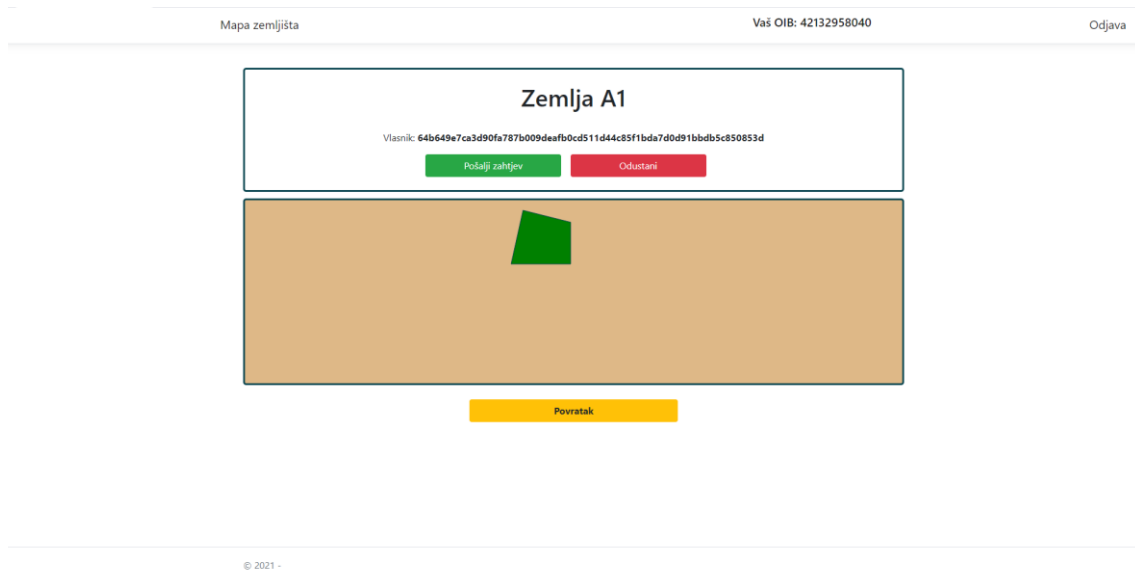 Mapa zemljišta Vaš OIB: 42132958040 Odjava
Zemlja A1
Vlasnik: 64b649e7ca3d90fa787b009deafb0cd511d44c85f1bda7d0d91bbdb5c850853d
Pošalji zahtjev Odustani
Povratak
© 2021 -